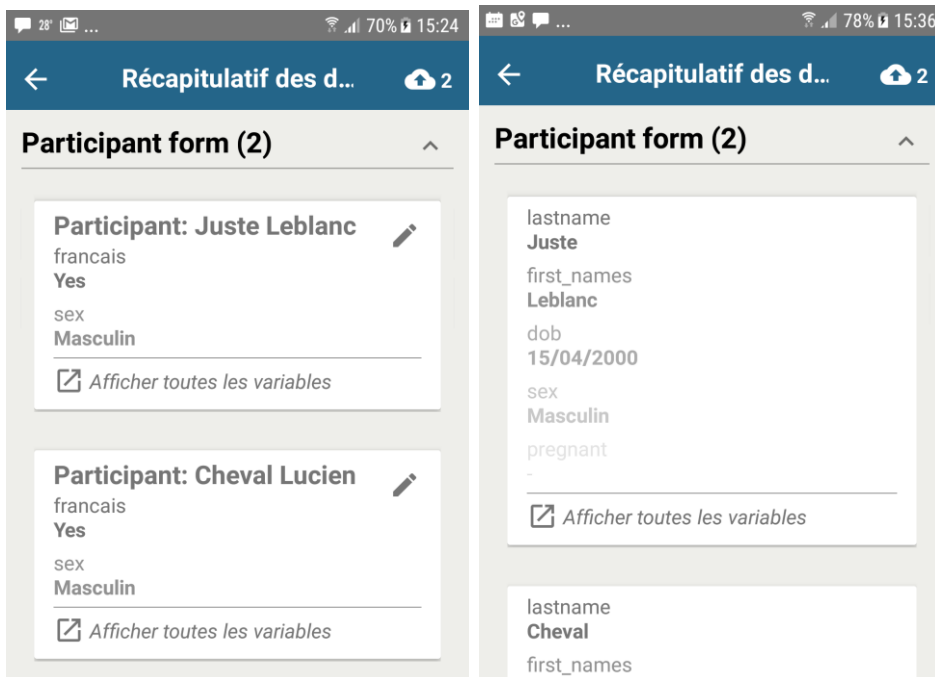 28° ... 70% 15:24
Récapitulatif des d... 2
Participant form (2)
Participant: Juste Leblanc
francais
Yes
sex
Masculin
Afficher toutes les variables
Participant: Cheval Lucien
francais
Yes
sex
Masculin
Afficher toutes les variables
... 78% 15:36
Récapitulatif des d... 2
Participant form (2)
lastname
Juste
first_names
Leblanc
dob
15/04/2000
sex
Masculin
pregnant
-
Afficher toutes les variables
lastname
Cheval
first_names